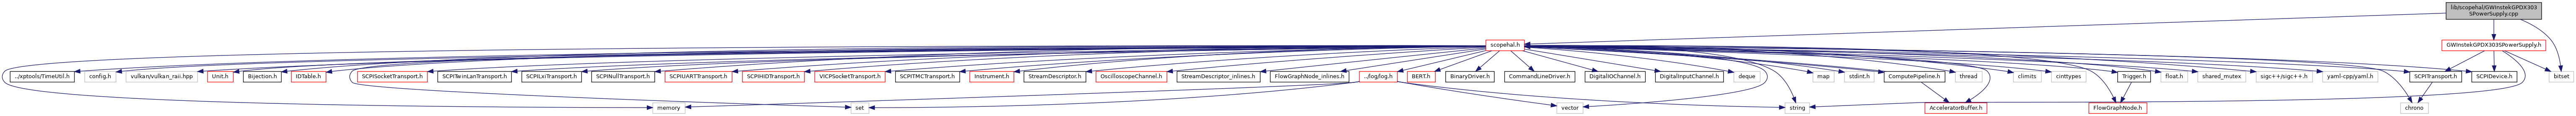 lib/scopehal/GWInstekGPDX303
SPowerSupply.cpp
scopehal.h
GWInstekGPDX303SPowerSupply.h
../xptools/TimeUtil.h
config.h
vulkan/vulkan_raii.hpp
Unit.h
Bijection.h
IDTable.h
SCPISocketTransport.h
SCPITwinLanTransport.h
SCPILxiTransport.h
SCPINullTransport.h
SCPIUARTTransport.h
SCPIHIDTransport.h
VICPSocketTransport.h
SCPITMCTransport.h
Instrument.h
StreamDescriptor.h
OscilloscopeChannel.h
StreamDescriptor_inlines.h
FlowGraphNode_inlines.h
../log/log.h
BERT.h
BinaryDriver.h
CommandLineDriver.h
DigitalIOChannel.h
DigitalInputChannel.h
deque
map
stdint.h
ComputePipeline.h
thread
climits
cinttypes
Trigger.h
float.h
shared_mutex
sigc++/sigc++.h
yaml-cpp/yaml.h
SCPITransport.h
SCPIDevice.h
bitset
memory
set
vector
string
AcceleratorBuffer.h
FlowGraphNode.h
chrono